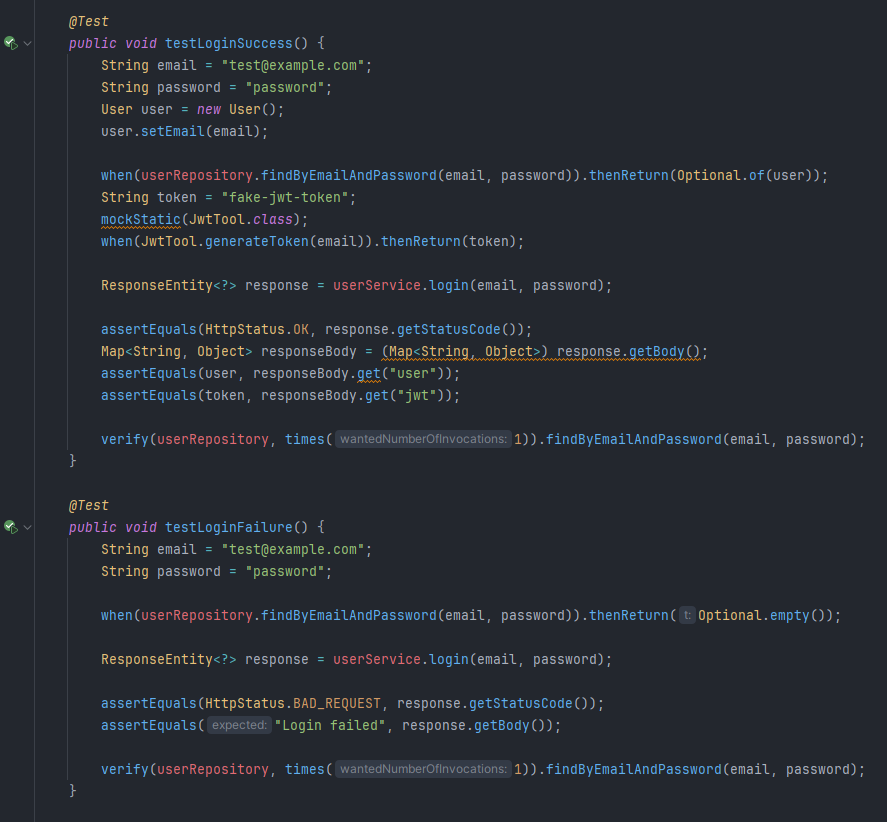 @Test
public void testLoginSuccess() {
    String email = "test@example.com";
    String password = "password";
    User user = new User();
    user.setEmail(email);

    when(userRepository.findByEmailAndPassword(email, password)).thenReturn(Optional.of(user));
    String token = "fake-jwt-token";
    mockStatic(JwtTool.class);
    when(JwtTool.generateToken(email)).thenReturn(token);

    ResponseEntity<?> response = userService.login(email, password);

    assertEquals(HttpStatus.OK, response.getStatusCode());
    Map<String, Object> responseBody = (Map<String, Object>) response.getBody();
    assertEquals(user, responseBody.get("user"));
    assertEquals(token, responseBody.get("jwt"));

    verify(userRepository, times( wantedNumberOfInvocations: 1)).findByEmailAndPassword(email, password);
}

@Test
public void testLoginFailure() {
    String email = "test@example.com";
    String password = "password";

    when(userRepository.findByEmailAndPassword(email, password)).thenReturn( t: Optional.empty());

    ResponseEntity<?> response = userService.login(email, password);

    assertEquals(HttpStatus.BAD_REQUEST, response.getStatusCode());
    assertEquals( expected: "Login failed", response.getBody());

    verify(userRepository, times( wantedNumberOfInvocations: 1)).findByEmailAndPassword(email, password);
}